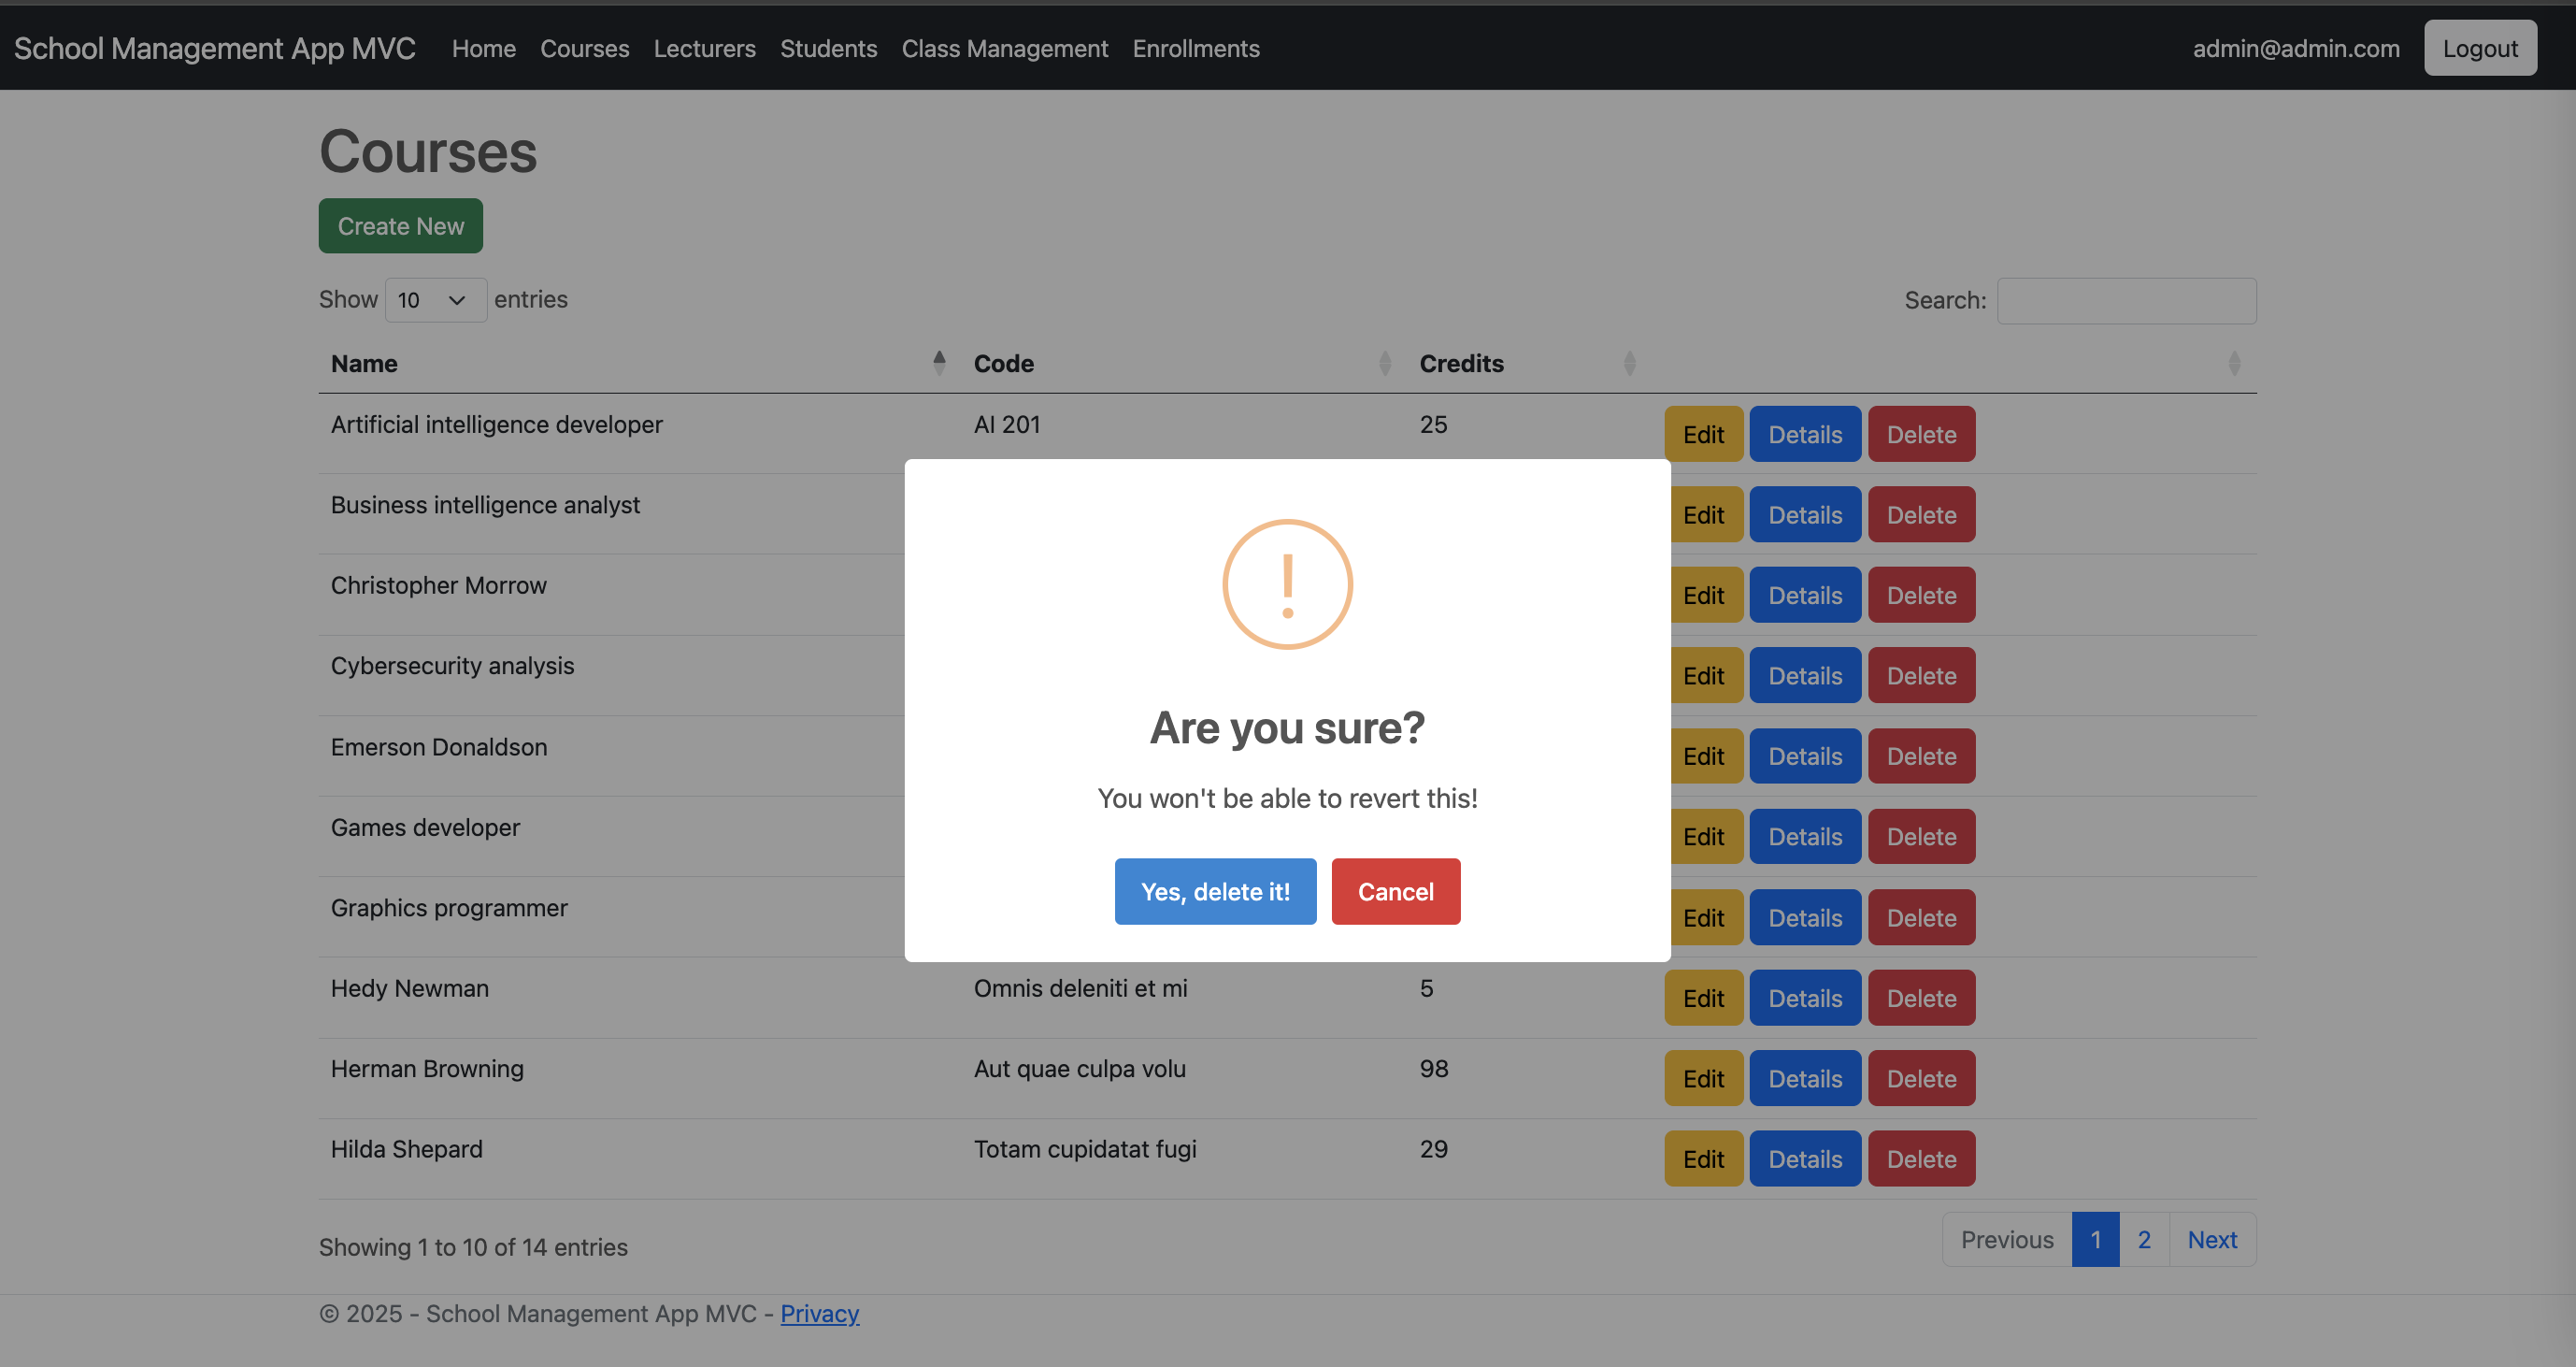 School Management App MVC Home Courses Lecturers Students Class Management Enrollments admin@admin.com Logout
Courses
Create New
Show 10 entries Search:
Name Code Credits
Artificial intelligence developer AI 201 25 Edit Details Delete
Business intelligence analyst Edit Details Delete
Christopher Morrow Edit Details Delete
Cybersecurity analysis Edit Details Delete
Emerson Donaldson Edit Details Delete
Games developer Edit Details Delete
Graphics programmer Edit Details Delete
Hedy Newman Omnis deleniti et mi 5 Edit Details Delete
Herman Browning Aut quae culpa volu 98 Edit Details Delete
Hilda Shepard Totam cupidatat fugi 29 Edit Details Delete
Showing 1 to 10 of 14 entries Previous 1 2 Next
© 2025 - School Management App MVC - Privacy
!
Are you sure?
You won't be able to revert this!
Yes, delete it! Cancel